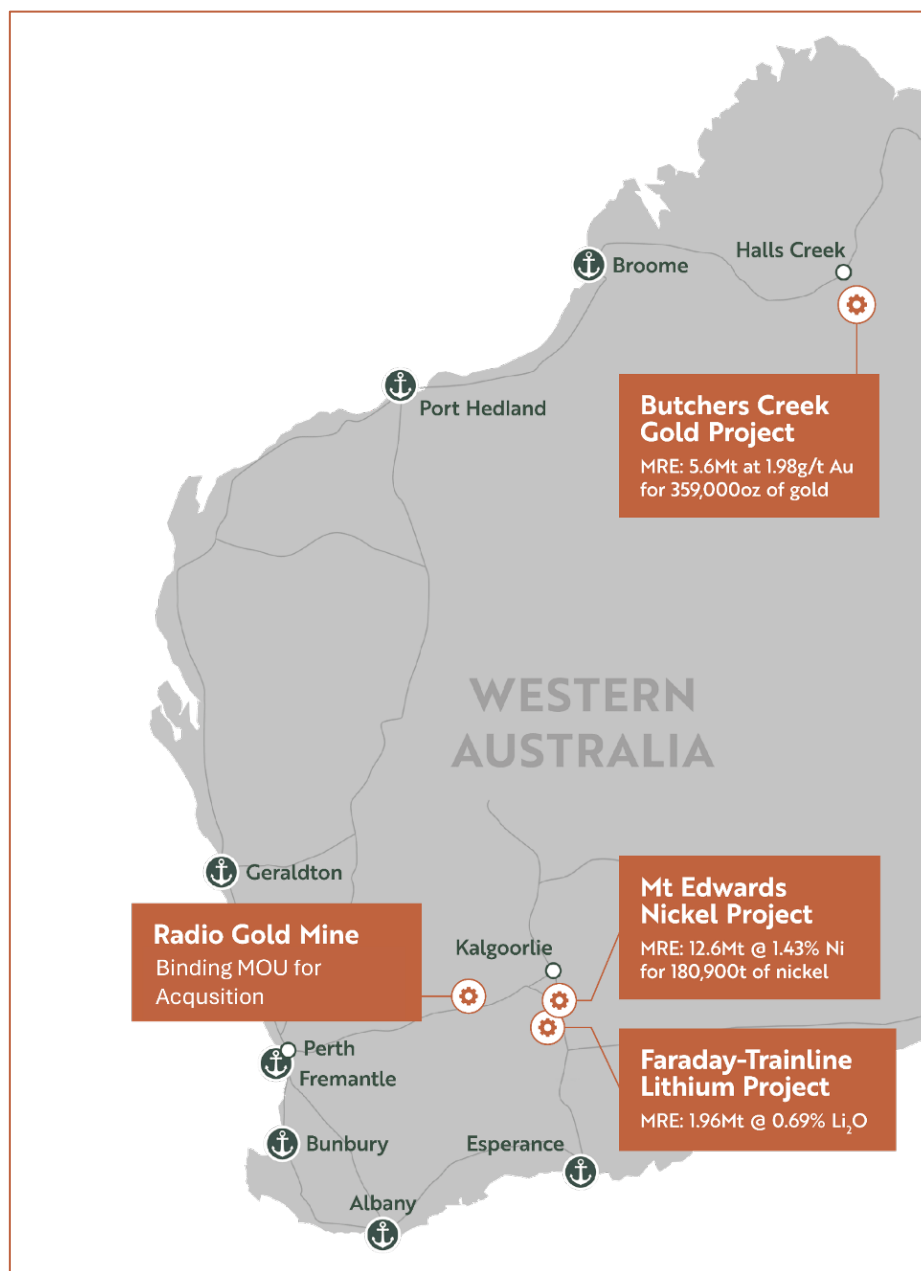 Halls Creek
Broome
Port Hedland
Butchers Creek
Gold Project
MRE: 5.6Mt at 1.98g/t Au
for 359,000oz of gold
WESTERN
AUSTRALIA
Geraldton
Mt Edwards
Nickel Project
MRE: 12.6Mt @ 1.43% Ni
for 180,900t of nickel
Radio Gold Mine
Binding MOU for
Acqusition
Kalgoorlie
Perth
Fremantle
Faraday-Trainline
Lithium Project
MRE: 1.96Mt @ 0.69% Li₂O
Bunbury
Esperance
Albany